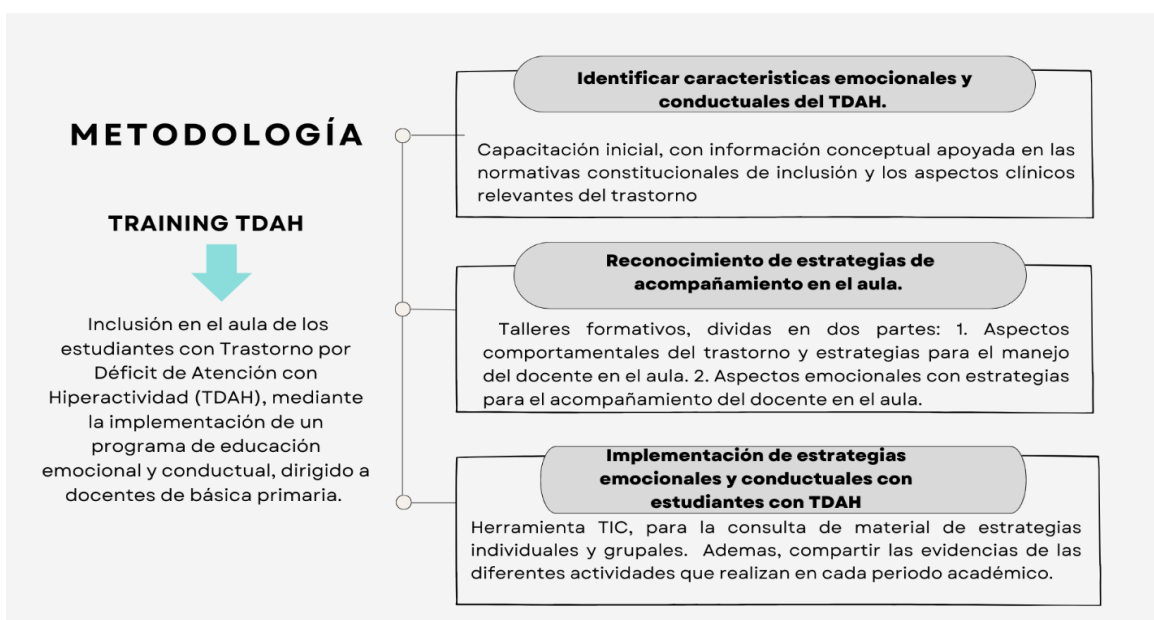 METODOLOGÍA
TRAINING TDAH
Inclusión en el aula de los
estudiantes con Trastorno por
Déficit de Atención con
Hiperactividad (TDAH), mediante
la implementación de un
programa de educación
emocional y conductual, dirigido a
docentes de básica primaria.
Identificar caracteristicas emocionales y
conductuales del TDAH.
Capacitación inicial, con información conceptual apoyada en las
normativas constitucionales de inclusión y los aspectos clínicos
relevantes del trastorno
Reconocimiento de estrategias de
acompañamiento en el aula.
Talleres formativos, dividas en dos partes: 1. Aspectos
comportamentales del trastorno y estrategias para el manejo
del docente en el aula. 2. Aspectos emocionales con estrategias
para el acompañamiento del docente en el aula.
Implementación de estrategias
emocionales y conductuales con
estudiantes con TDAH
Herramienta TIC, para la consulta de material de estrategias
individuales y grupales. Ademas, compartir las evidencias de las
diferentes actividades que realizan en cada periodo académico.